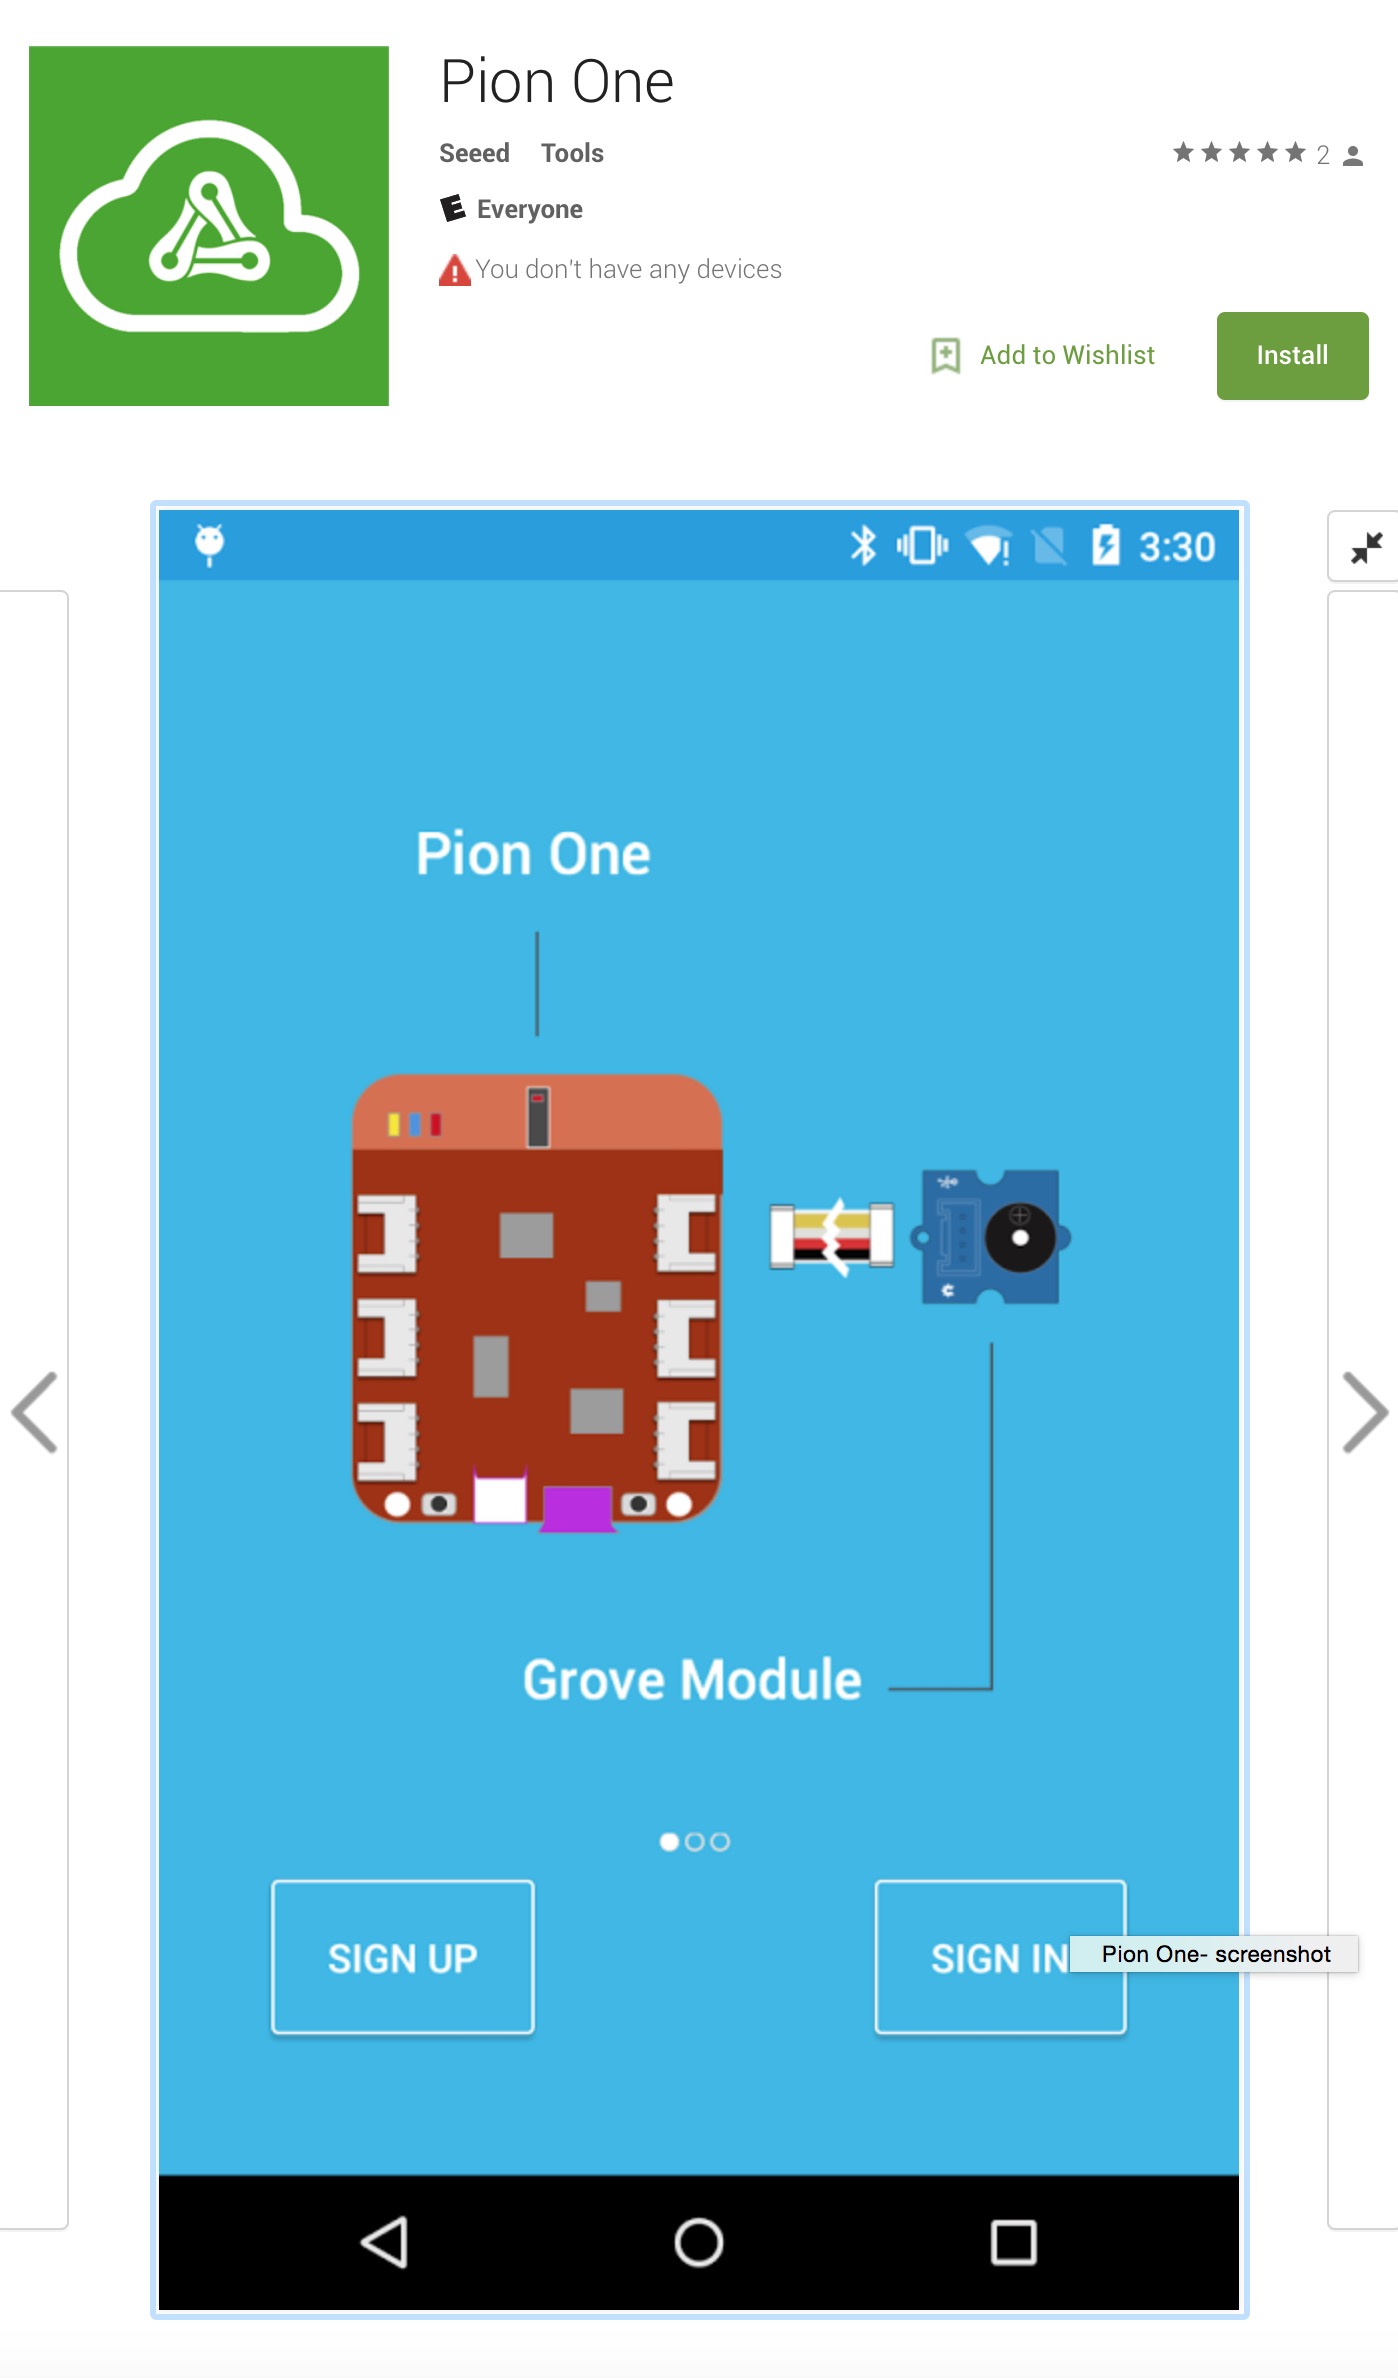 Pion One
Seeed Tools
2
Everyone
You don't have any devices
Add to Wishlist
Install
3:30
Pion One
Grove Module
SIGN UP
SIGN IN
Pion One- screenshot